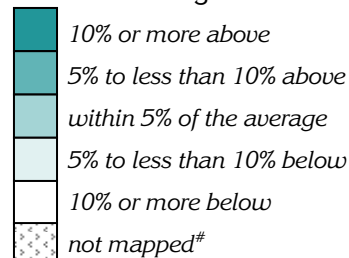 10% or more above
5% to less than 10% above
within 5% of the average
5% to less than 10% below
10% or more below
not mapped#